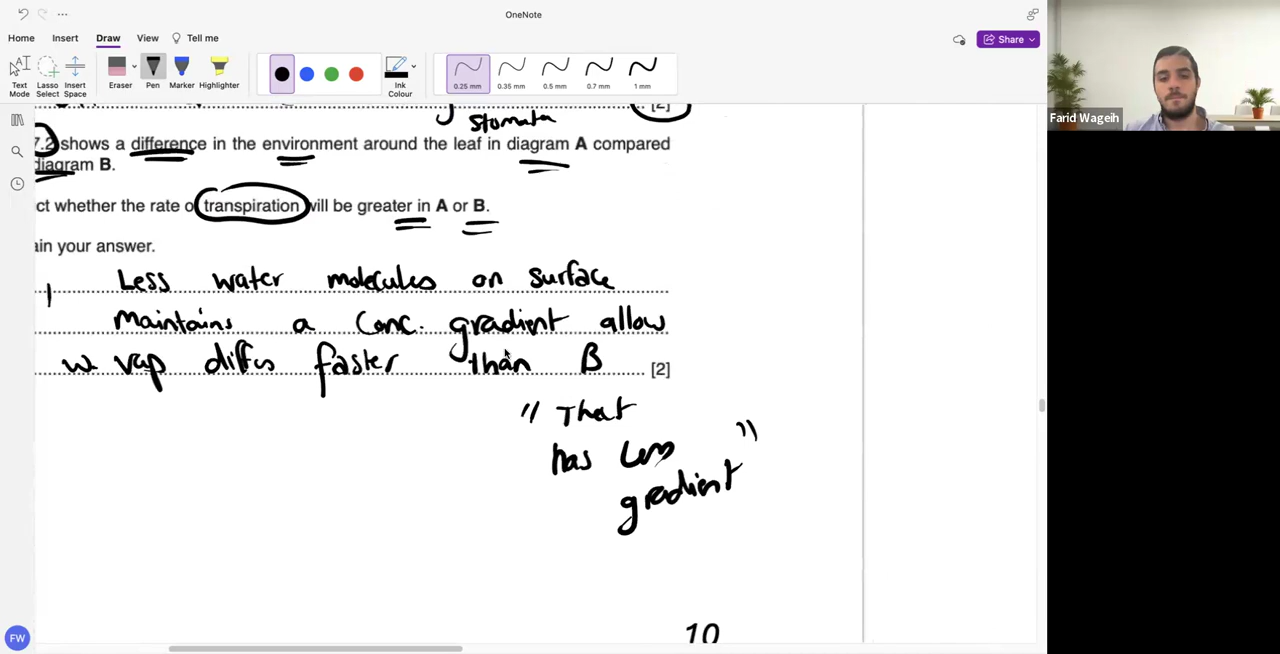 OneNote
Home Insert Draw View Tell me
Share
Text Mode
Lasso Select
Insert Space
Eraser
Pen
Marker
Highlighter
Ink Colour
0.25 mm
0.35 mm
0.5 mm
0.7 mm
1 mm
Farid Wageih
[2]
stomata
7.2 shows a difference in the environment around the leaf in diagram A compared
diagram B.
ct whether the rate of transpiration will be greater in A or B.
ain your answer.
Less water molecules on surface
maintains a conc. gradient allow
w vap diffus faster than B [2]
"That
has Less
gradient"
10
FW